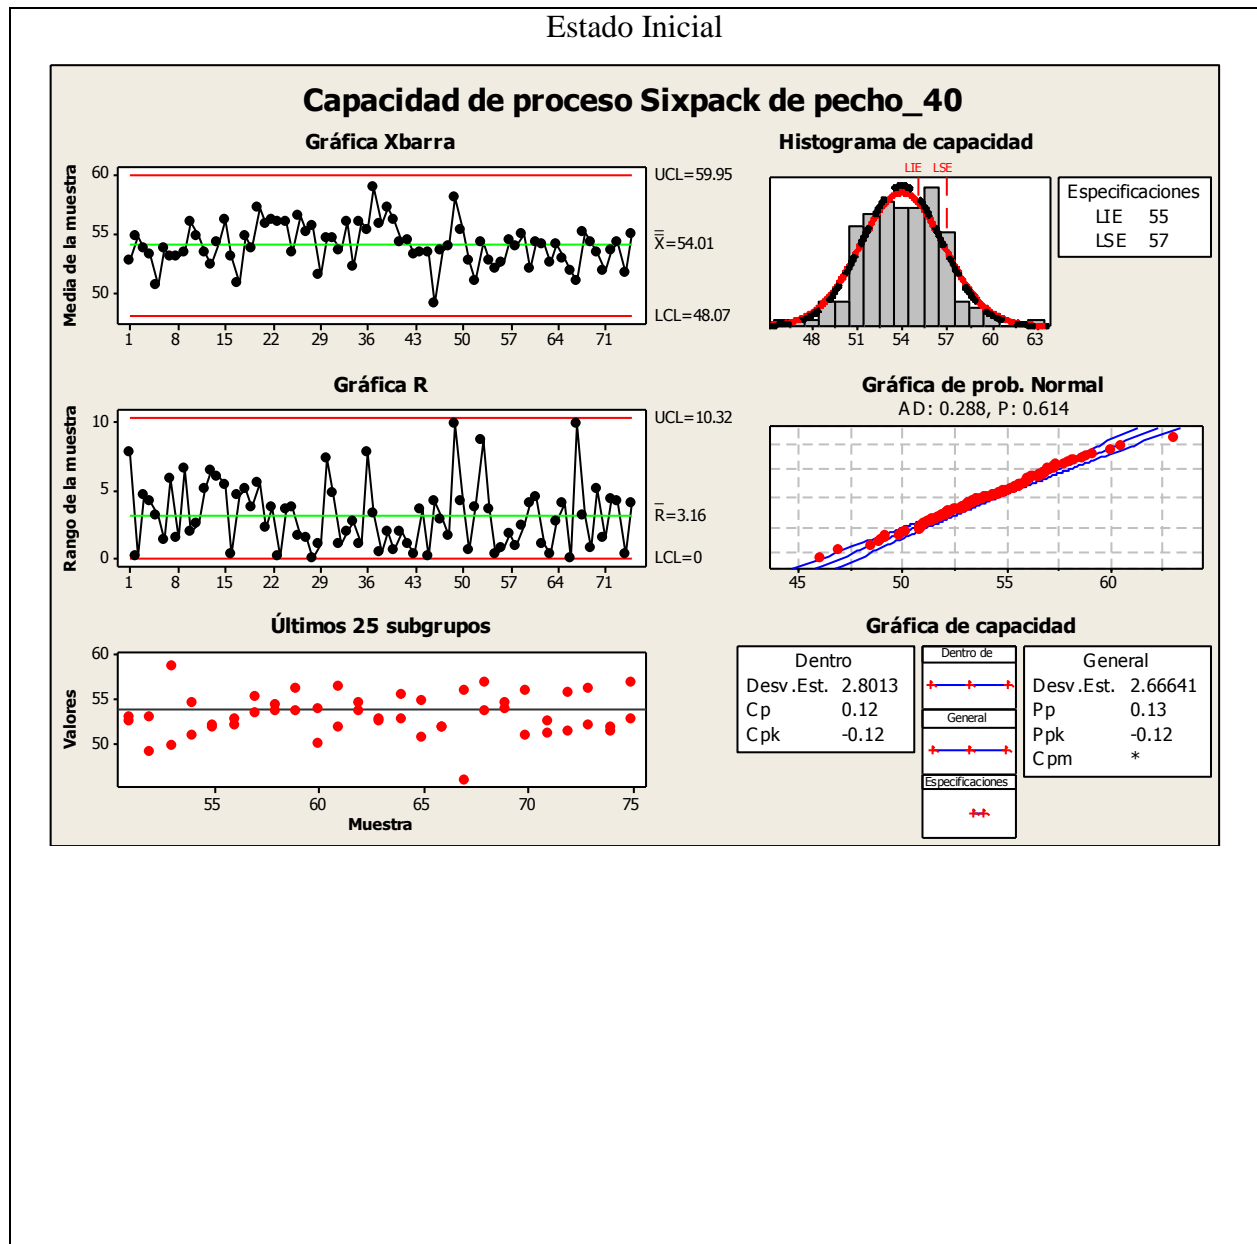 Estado Inicial
Capacidad de proceso Sixpack de pecho_40
Gráfica Xbarra
Media de la muestra
60
55
50
1 8 15 22 29 36 43 50 57 64 71
UCL=59.95
X=54.01
LCL=48.07
Histograma de capacidad
LIE LSE
48 51 54 57 60 63
Especificaciones
LIE 55
LSE 57
Gráfica R
Rango de la muestra
10
5
0
1 8 15 22 29 36 43 50 57 64 71
UCL=10.32
R=3.16
LCL=0
Gráfica de prob. Normal
AD: 0.288, P: 0.614
45 50 55 60
Últimos 25 subgrupos
Valores
60
55
50
55 60 65 70 75
Muestra
Gráfica de capacidad
Dentro
Desv.Est. 2.8013
Cp 0.12
Cpk -0.12
Dentro de
General
Especificaciones
General
Desv.Est. 2.66641
Pp 0.13
Ppk -0.12
Cpm *